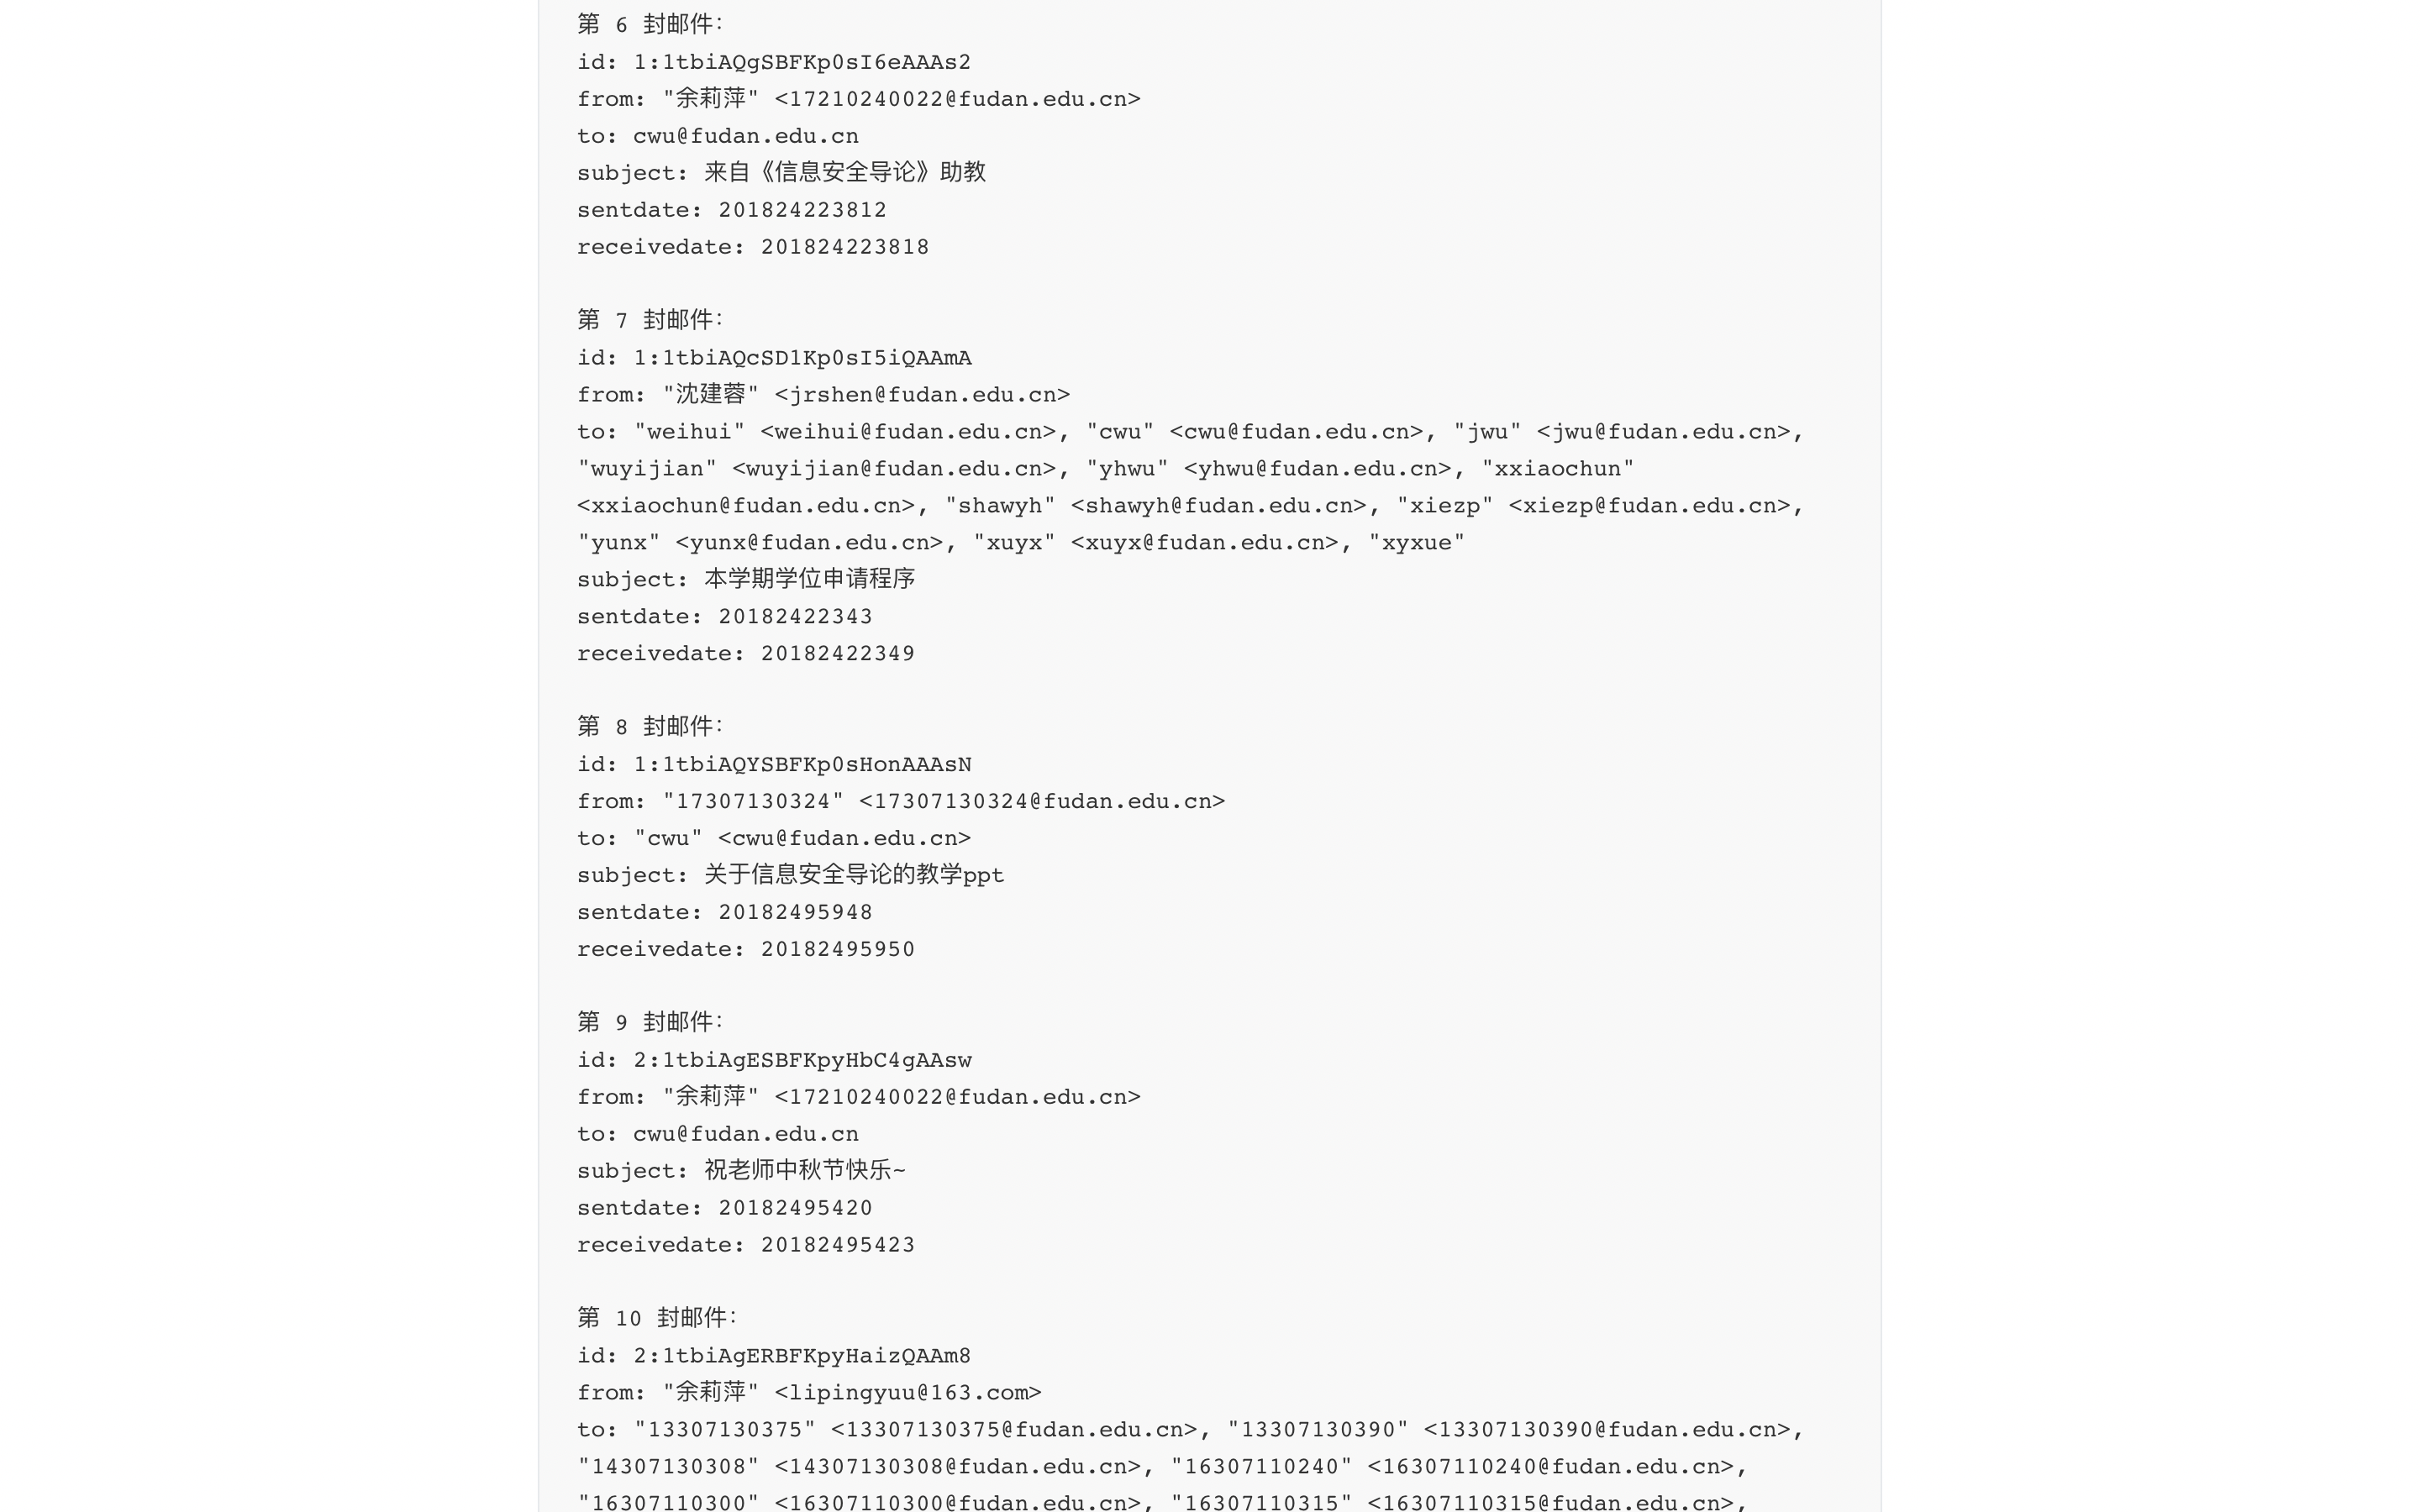 第 6 封邮件:
id: 1:1tbiAQgSBFKp0sI6eAAAs2
from: "余莉萍" <17210240022@fudan.edu.cn>
to: cwu@fudan.edu.cn
subject: 来自《信息安全导论》助教
sentdate: 201824223812
receivedate: 201824223818
第 7 封邮件:
id: 1:1tbiAQcSD1Kp0sI5iQAAmA
from: "沈建蓉" <jrshen@fudan.edu.cn>
to: "weihui" <weihui@fudan.edu.cn>, "cwu" <cwu@fudan.edu.cn>, "jwu" <jwu@fudan.edu.cn>,
"wuyijian" <wuyijian@fudan.edu.cn>, "yhwu" <yhwu@fudan.edu.cn>, "xxiaochun"
<xxiaochun@fudan.edu.cn>, "shawyh" <shawyh@fudan.edu.cn>, "xiezp" <xiezp@fudan.edu.cn>,
"yunx" <yunx@fudan.edu.cn>, "xuyx" <xuyx@fudan.edu.cn>, "xyxue"
subject: 本学期学位申请程序
sentdate: 20182422343
receivedate: 20182422349
第 8 封邮件:
id: 1:1tbiAQYSBFKp0sHonAAAsN
from: "17307130324" <17307130324@fudan.edu.cn>
to: "cwu" <cwu@fudan.edu.cn>
subject: 关于信息安全导论的教学ppt
sentdate: 20182495948
receivedate: 20182495950
第 9 封邮件:
id: 2:1tbiAgESBFKpyHbC4gAAsw
from: "余莉萍" <17210240022@fudan.edu.cn>
to: cwu@fudan.edu.cn
subject: 祝老师中秋节快乐~
sentdate: 20182495420
receivedate: 20182495423
第 10 封邮件:
id: 2:1tbiAgERBFKpyHaizQAAm8
from: "余莉萍" <lipingyuu@163.com>
to: "13307130375" <13307130375@fudan.edu.cn>, "13307130390" <13307130390@fudan.edu.cn>,
"14307130308" <14307130308@fudan.edu.cn>, "16307110240" <16307110240@fudan.edu.cn>,
"16307110300" <16307110300@fudan.edu.cn>, "16307110315" <16307110315@fudan.edu.cn>,